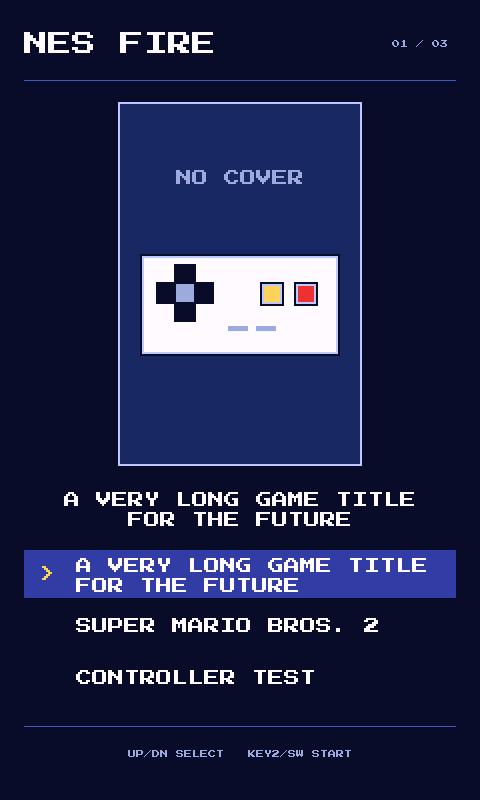 NES FIRE
01 / 03
NO COVER
A VERY LONG GAME TITLE
FOR THE FUTURE
> A VERY LONG GAME TITLE
FOR THE FUTURE
SUPER MARIO BROS. 2
CONTROLLER TEST
UP/DN SELECT KEY2/SW START